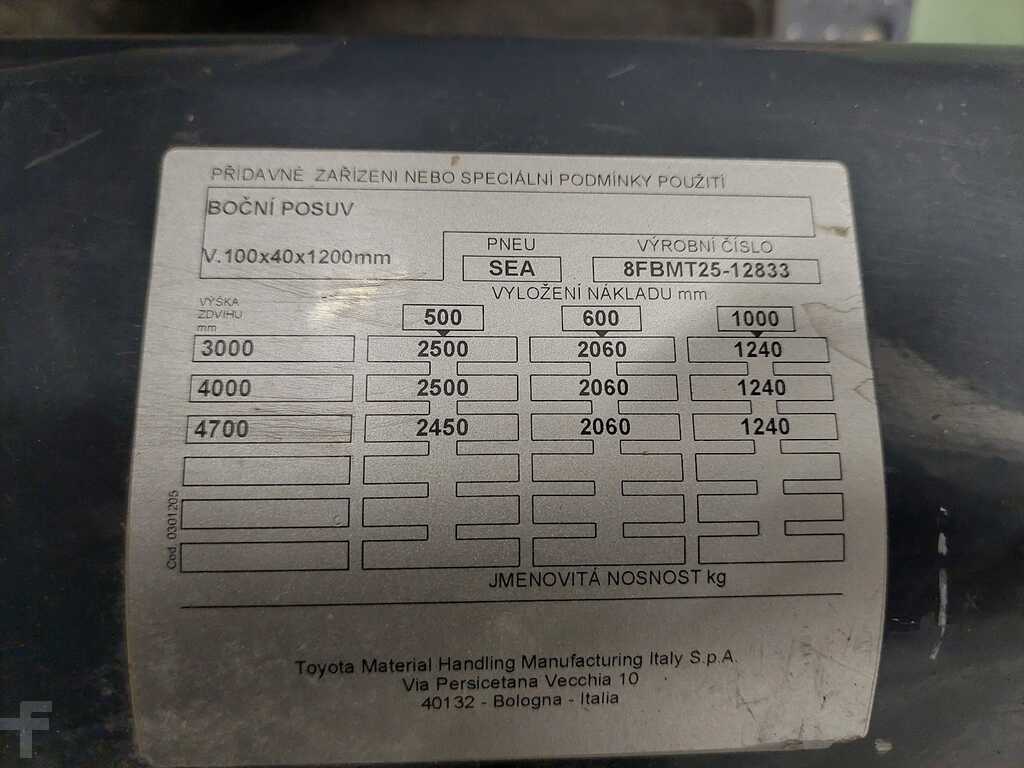 PŘÍDAVNÉ ZAŘÍZENI NEBO SPECIÁLNÍ PODMÍNKY POUŽITÍ
BOČNÍ POSUV
V.100x40x1200mm
PNEU VÝROBNÍ ČÍSLO
SEA 8FBMT25-12833
VYLOŽENÍ NÁKLADU mm
VÝŠKA
ZDVIHU
mm
500 600 1000
3000 2500 2060 1240
4000 2500 2060 1240
4700 2450 2060 1240
JMENOVITÁ NOSNOST kg
Cod. 0301205
Toyota Material Handling Manufacturing Italy S.p.A.
Via Persicetana Vecchia 10
40132 - Bologna - Italia
F